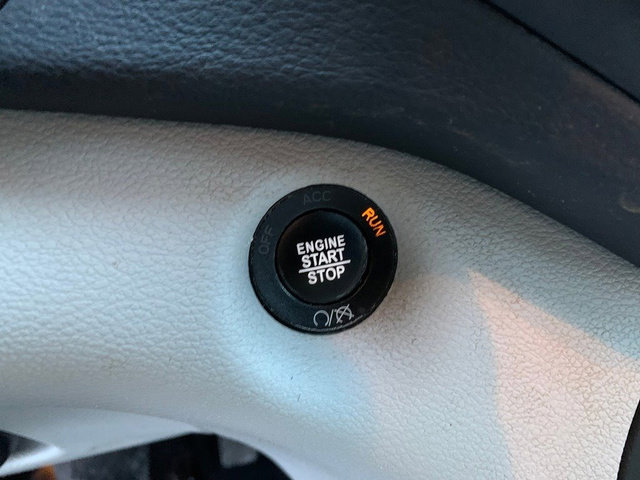 OFF
ACC
RUN
ENGINE
START
STOP